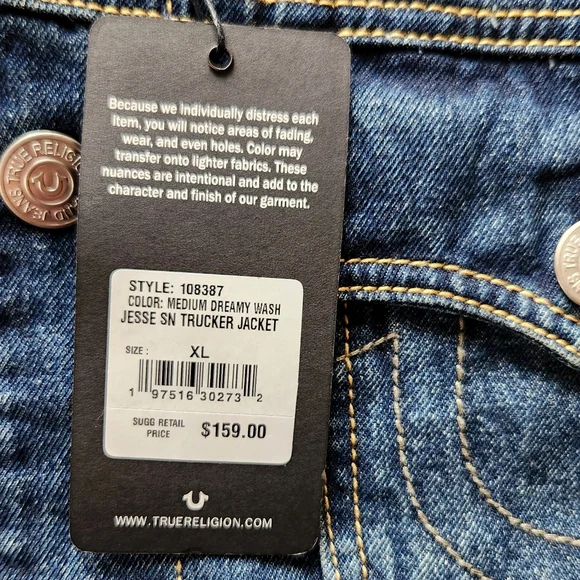 Because we individually distress each
item, you will notice areas of fading,
wear, and even holes. Color may
transfer onto lighter fabrics. These
nuances are intentional and add to the
character and finish of our garment.
STYLE: 108387
COLOR: MEDIUM DREAMY WASH
JESSE SN TRUCKER JACKET
SIZE : XL
1 97516 30273 2
SUGG RETAIL
PRICE $159.00
WWW.TRUERELIGION.COM
TRUE RELIGION
JEANS
TRUE